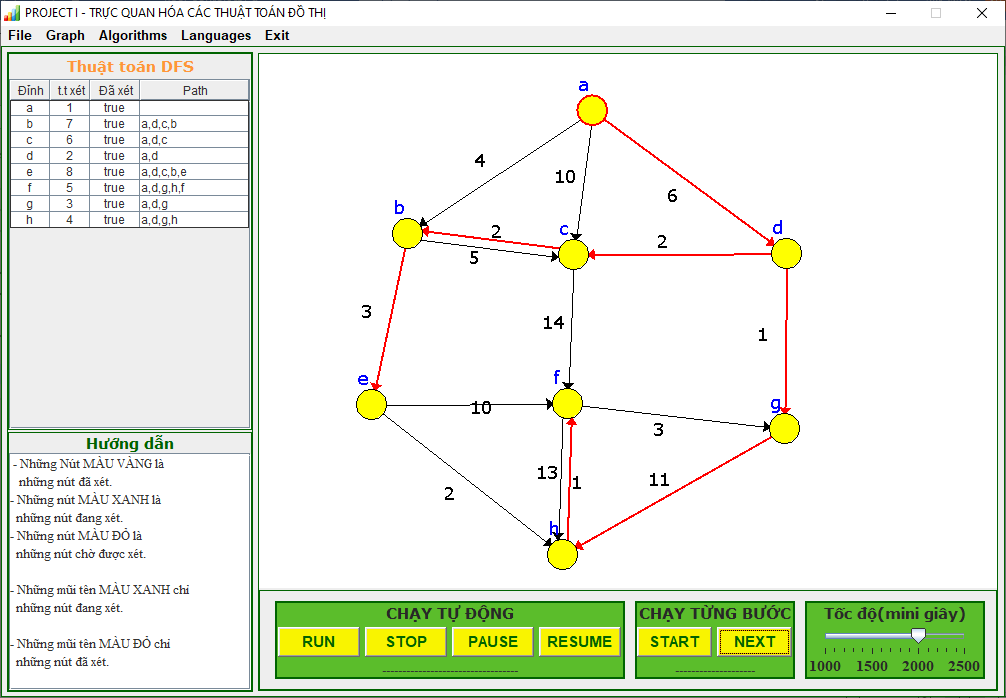 PROJECT I - TRỰC QUAN HÓA CÁC THUẬT TOÁN ĐỒ THỊ
File Graph Algorithms Languages Exit
Thuật toán DFS
Đỉnh t.t xét Đã xét Path
a 1 true
b 7 true a,d,c,b
c 6 true a,d,c
d 2 true a,d
e 8 true a,d,c,b,e
f 5 true a,d,g,h,f
g 3 true a,d,g
h 4 true a,d,g,h
Hướng dẫn
- Những Nút MÀU VÀNG là
những nút đã xét.
- Những nút MÀU XANH là
những nút đang xét.
- Những nút MÀU ĐỎ là
những nút chờ được xét.
- Những mũi tên MÀU XANH chỉ
những nút đang xét.
- Những mũi tên MÀU ĐỎ chỉ
những nút đã xét.
a
4
10
6
b
c
d
2
5
2
3
14
1
e
f
g
10
3
2
13
1
11
h
CHẠY TỰ ĐỘNG
RUN STOP PAUSE RESUME
CHẠY TỪNG BƯỚC
START NEXT
Tốc độ(mini giây)
1000 1500 2000 2500